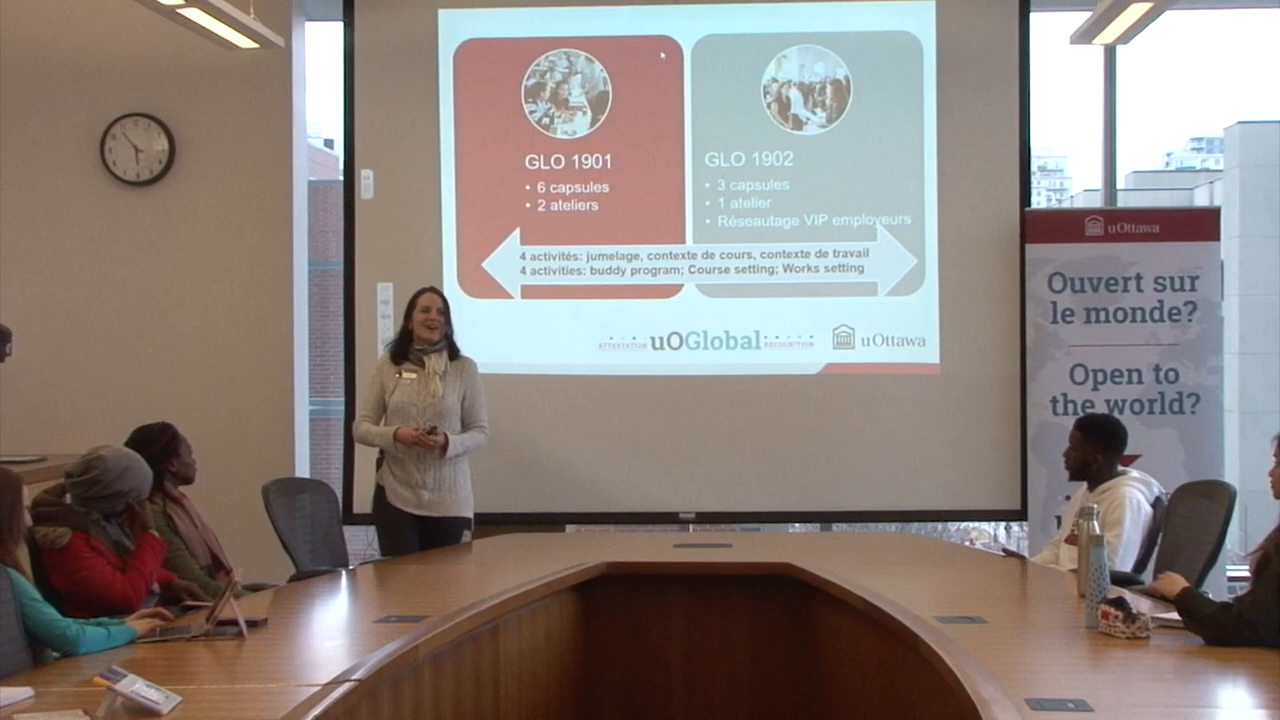 GLO 1901
• 6 capsules
• 2 ateliers
GLO 1902
• 3 capsules
• 1 atelier
• Réseautage VIP employeurs
4 activités: jumelage, contexte de cours, contexte de travail
4 activities: buddy program; Course setting; Works setting
ATTESTATION uOGlobal RECOGNITION
uOttawa
uOttawa
Ouvert sur
le monde?
Open to
the world?